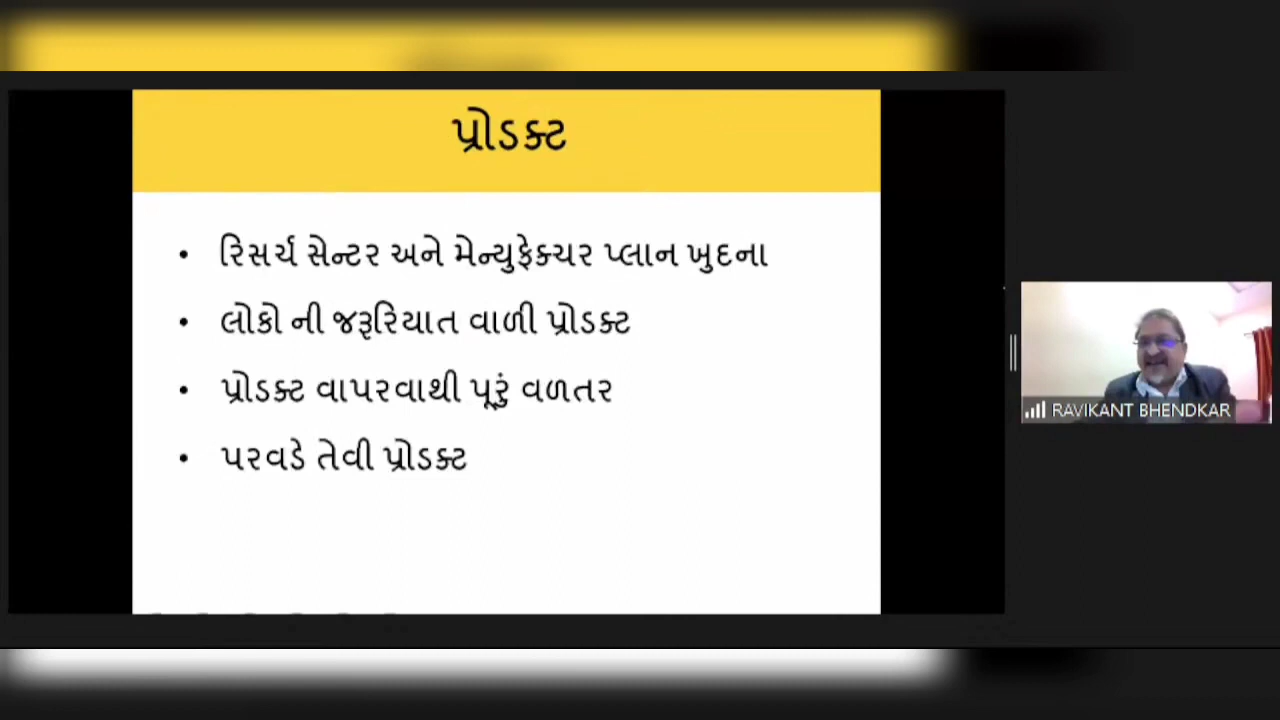 પ્રોડક્ટ
• રિસર્ચ સેન્ટર અને મેન્યુફેક્ચર પ્લાન ખુદના
• લોકો ની જરૂરિયાત વાળી પ્રોડક્ટ
• પ્રોડક્ટ વાપરવાથી પૂરું વળતર
• પરવડે તેવી પ્રોડક્ટ
RAVIKANT BHENDKAR